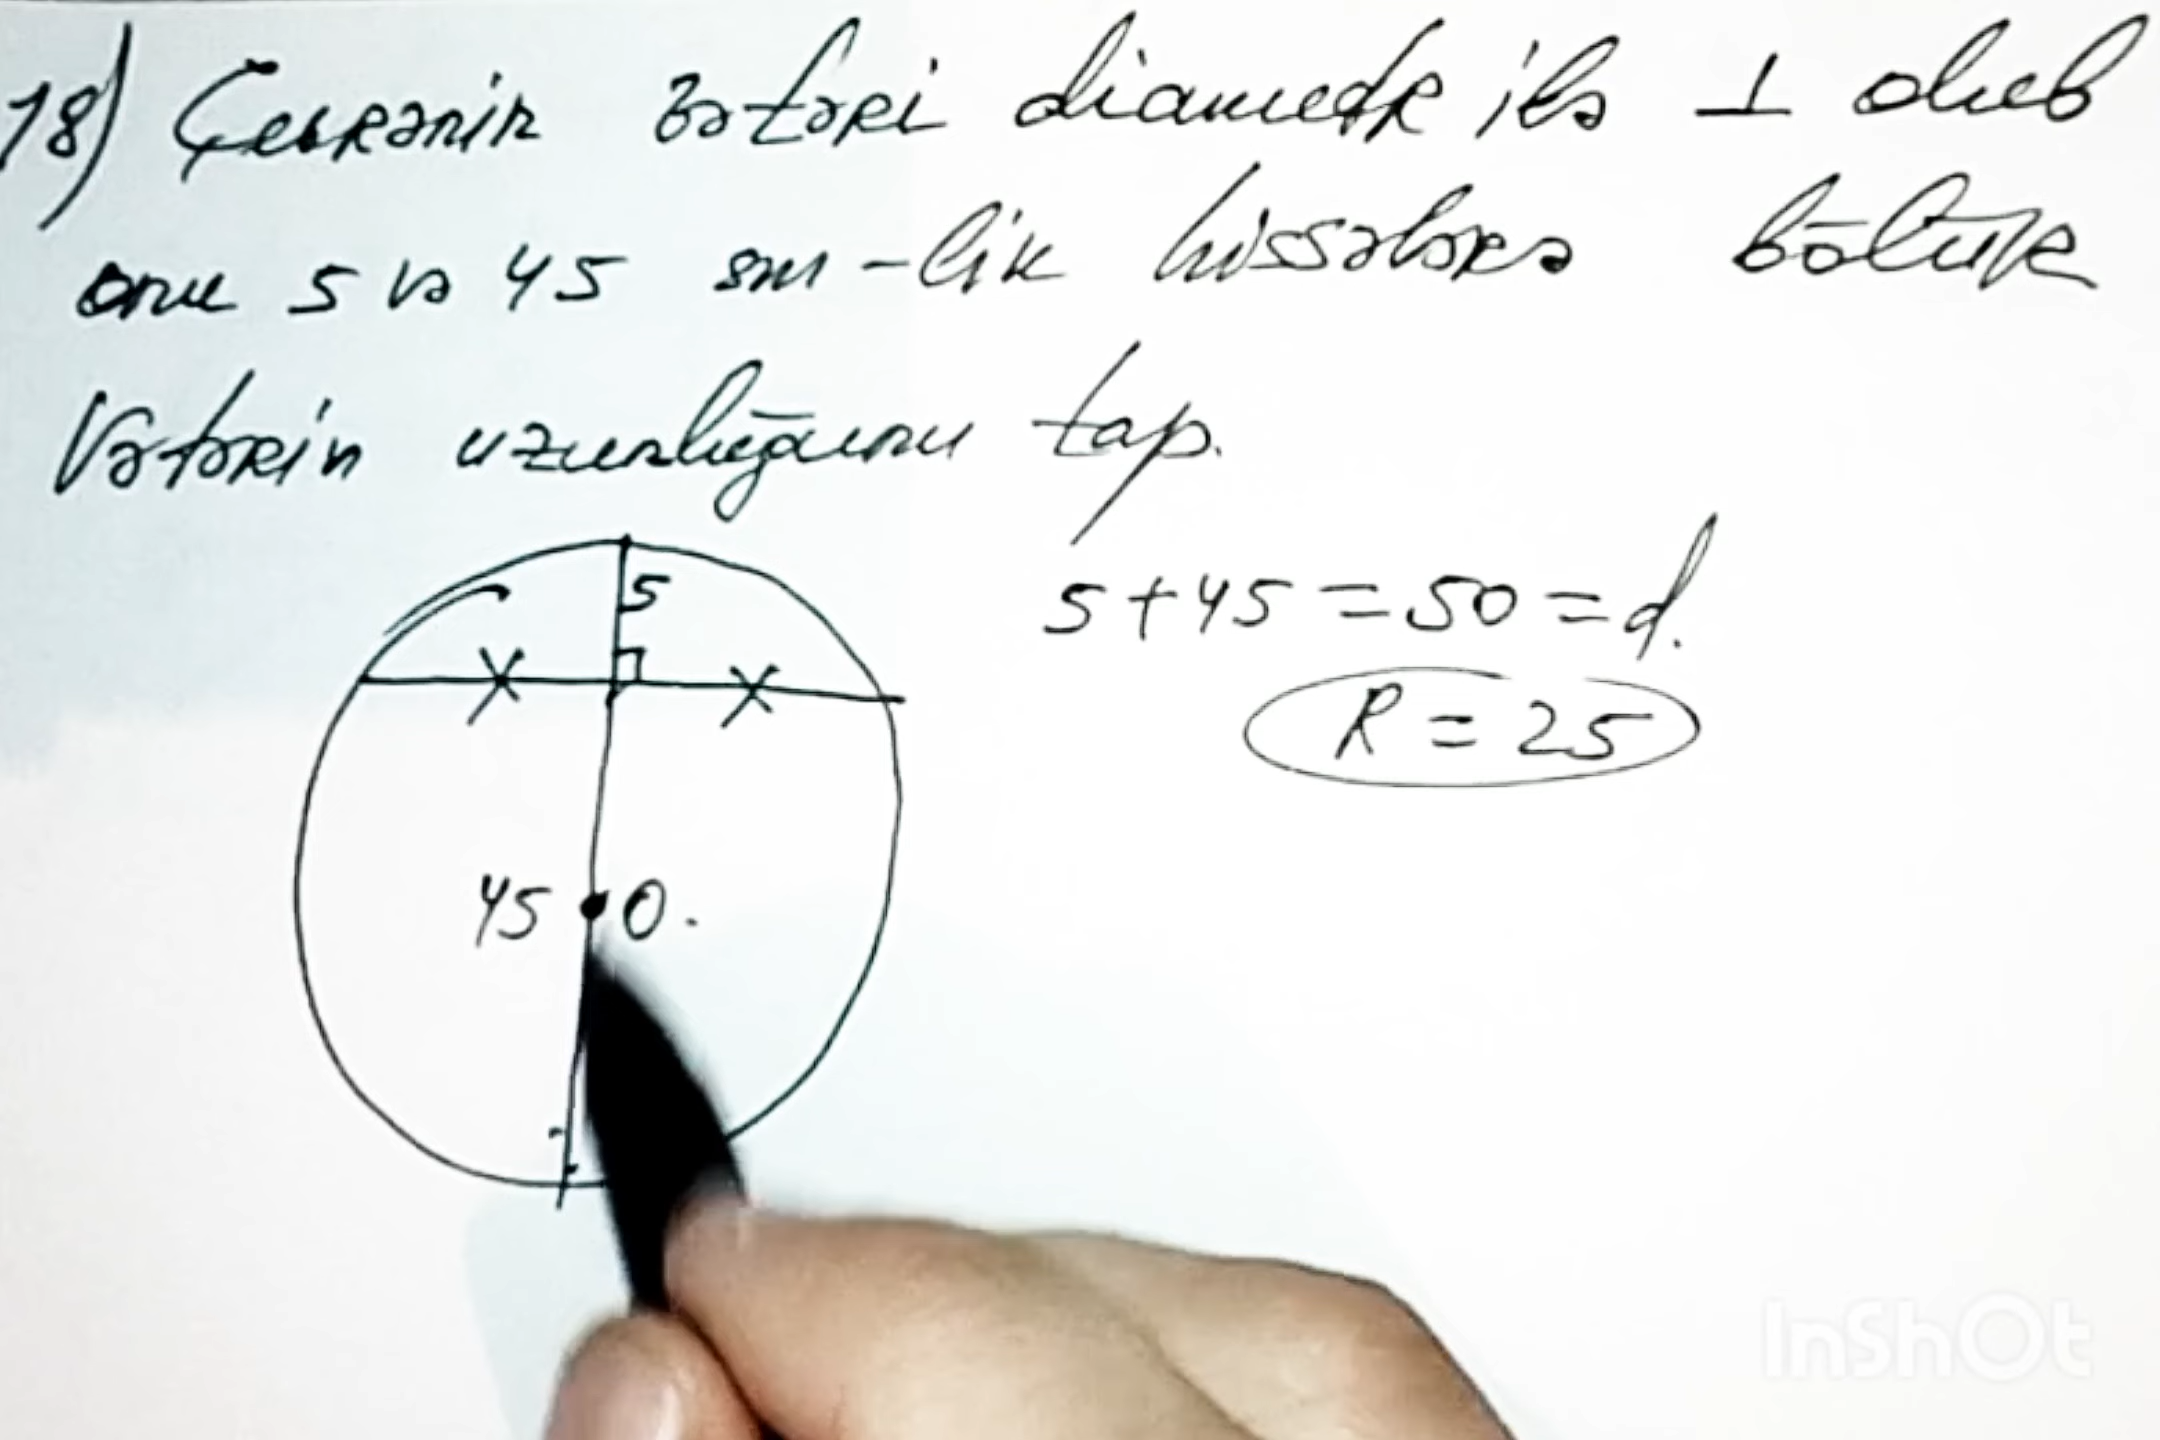 18) Çevrənin vətəri diametr ilə ⊥ olub
onu 5 və 45 sm-lik hissələrə bölür
Vətərin uzunluğunu tap.
5
5+45=50=d.
R=25
45 O.
InShOt